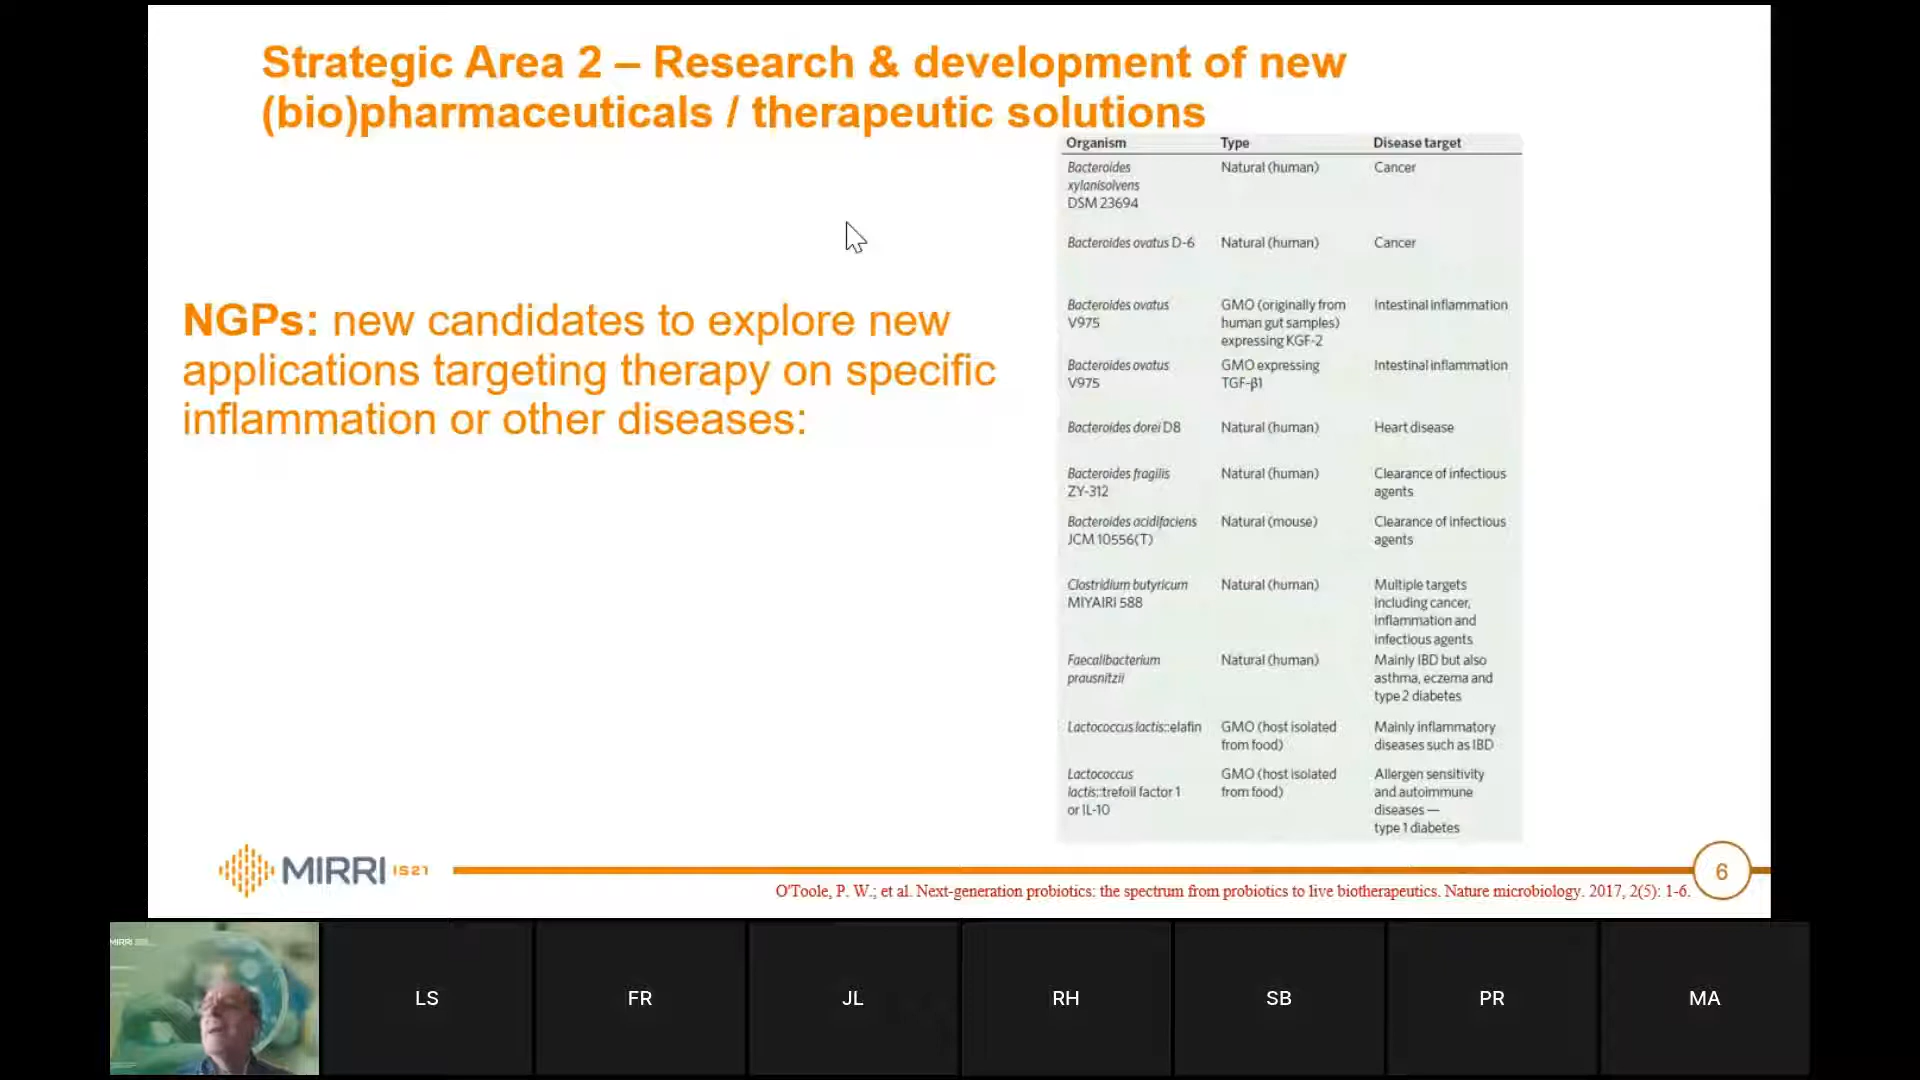 Strategic Area 2 – Research & development of new
(bio)pharmaceuticals / therapeutic solutions
NGPs: new candidates to explore new
applications targeting therapy on specific
inflammation or other diseases:
Organism Type Disease target
Bacteroides Natural (human) Cancer
xylanisolvens
DSM 23694
Bacteroides ovatus D-6 Natural (human) Cancer
Bacteroides ovatus GMO (originally from Intestinal inflammation
V975 human gut samples)
expressing KGF-2
Bacteroides ovatus GMO expressing Intestinal inflammation
V975 TGF-β1
Bacteroides dorei D8 Natural (human) Heart disease
Bacteroides fragilis Natural (human) Clearance of infectious
ZY-312 agents
Bacteroides acidifaciens Natural (mouse) Clearance of infectious
JCM 10556(T) agents
Clostridium butyricum Natural (human) Multiple targets
MIYAIRI 588 including cancer,
inflammation and
infectious agents
Faecalibacterium Natural (human) Mainly IBD but also
prausnitzii asthma, eczema and
type 2 diabetes
Lactococcus lactis::elafin GMO (host isolated Mainly inflammatory
from food) diseases such as IBD
Lactococcus GMO (host isolated Allergen sensitivity
lactis::trefoil factor 1 from food) and autoimmune
or IL-10 diseases —
type 1 diabetes
MIRRI IS21
6
O'Toole, P. W.; et al. Next-generation probiotics: the spectrum from probiotics to live biotherapeutics. Nature microbiology. 2017, 2(5): 1-6.
MIRRI
LS FR JL RH SB PR MA